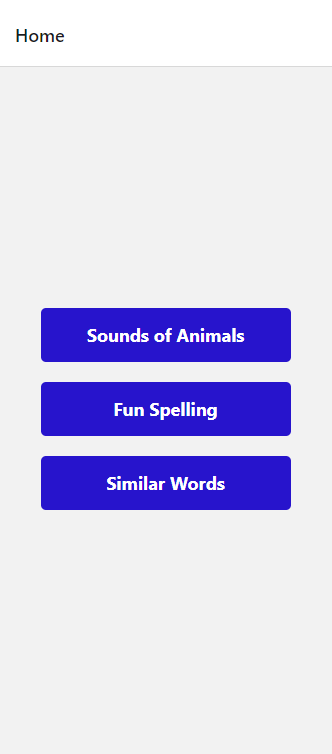 Home
Sounds of Animals
Fun Spelling
Similar Words